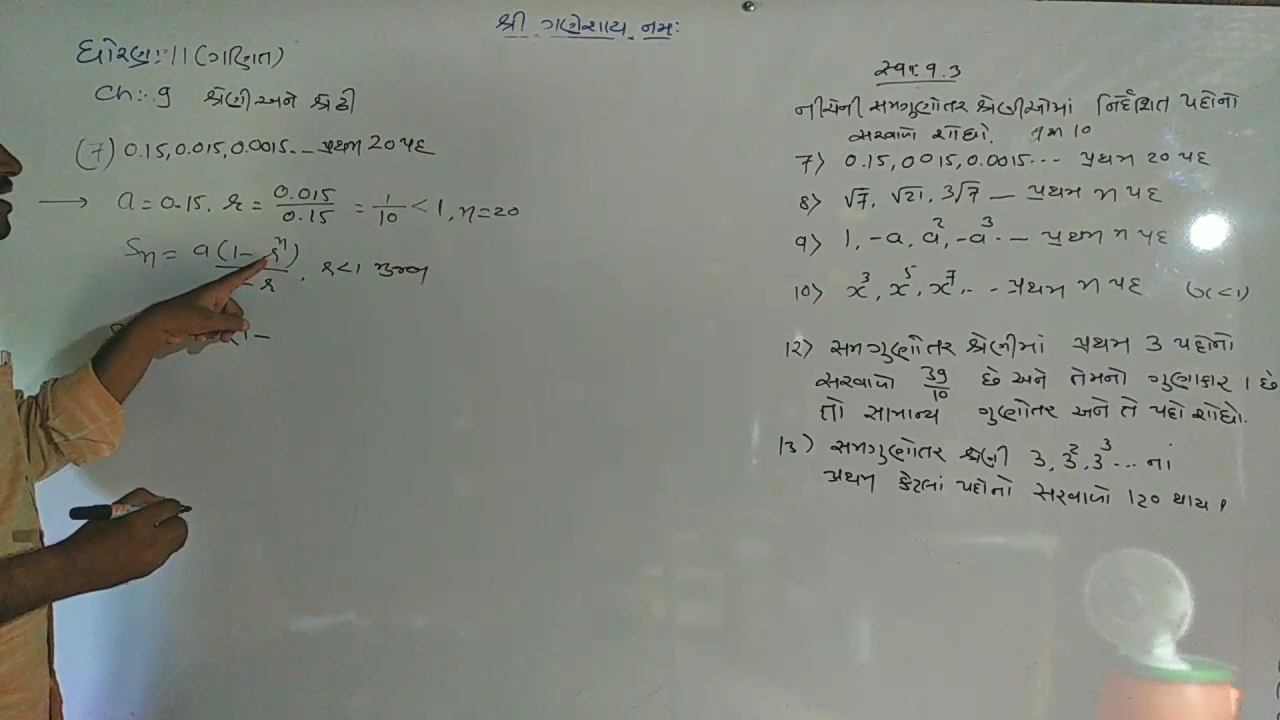 શ્રી ગણેશાય નમઃ
ધોરણઃ11 (ગણિત)
Ch:- 9 શ્રેણી અને શ્રેઢી
(7) 0.15, 0.015, 0.0015... પ્રથમ 20 પદ
→ a = 0.15, r = 0.015/0.15 = 1/10 < 1, n = 20
Sn = a(1 - rⁿ)/ - r, r < 1
(1 -
સ્વા. 9.3
નીચેની સમગુણોતર શ્રેણીઓમાં નિર્દેશિત પદોનો
સરવાળો શોધો. 7 થી 10
7) 0.15, 0.015, 0.0015... પ્રથમ 20 પદ
8) √7, √21, 3√7 ... પ્રથમ n પદ
9) 1, -a, a², -a³ ... પ્રથમ n પદ
10) x³, x⁵, x⁷, ... પ્રથમ n પદ (x < 1)
12) સમગુણોતર શ્રેણીમાં પ્રથમ 3 પદોનો
સરવાળો 39/10 છે અને તેમનો ગુણાકાર 1 છે
તો સામાન્ય ગુણોતર અને તે પદો શોધો.
13) સમગુણોતર શ્રેણી 3, 3², 3³ ... નાં
પ્રથમ કેટલાં પદોનો સરવાળો 120 થાય?